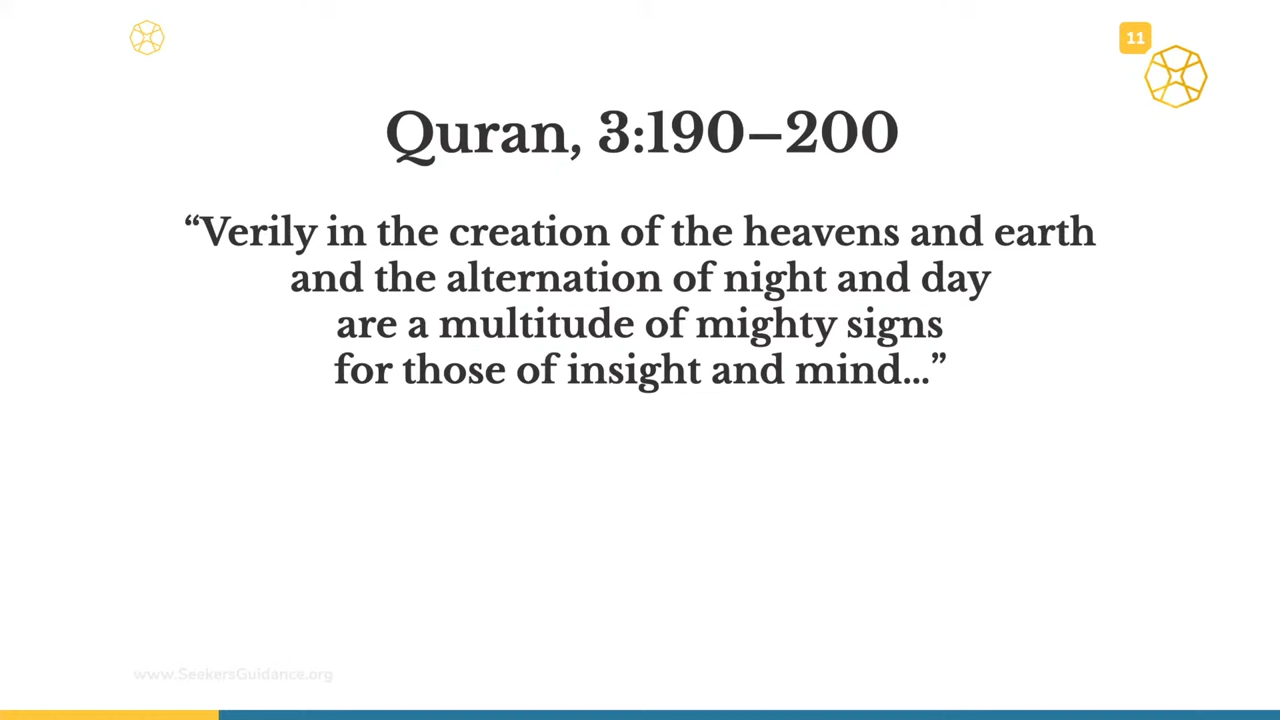 11
Quran, 3:190–200
“Verily in the creation of the heavens and earth
and the alternation of night and day
are a multitude of mighty signs
for those of insight and mind...”
www.SeekersGuidance.org